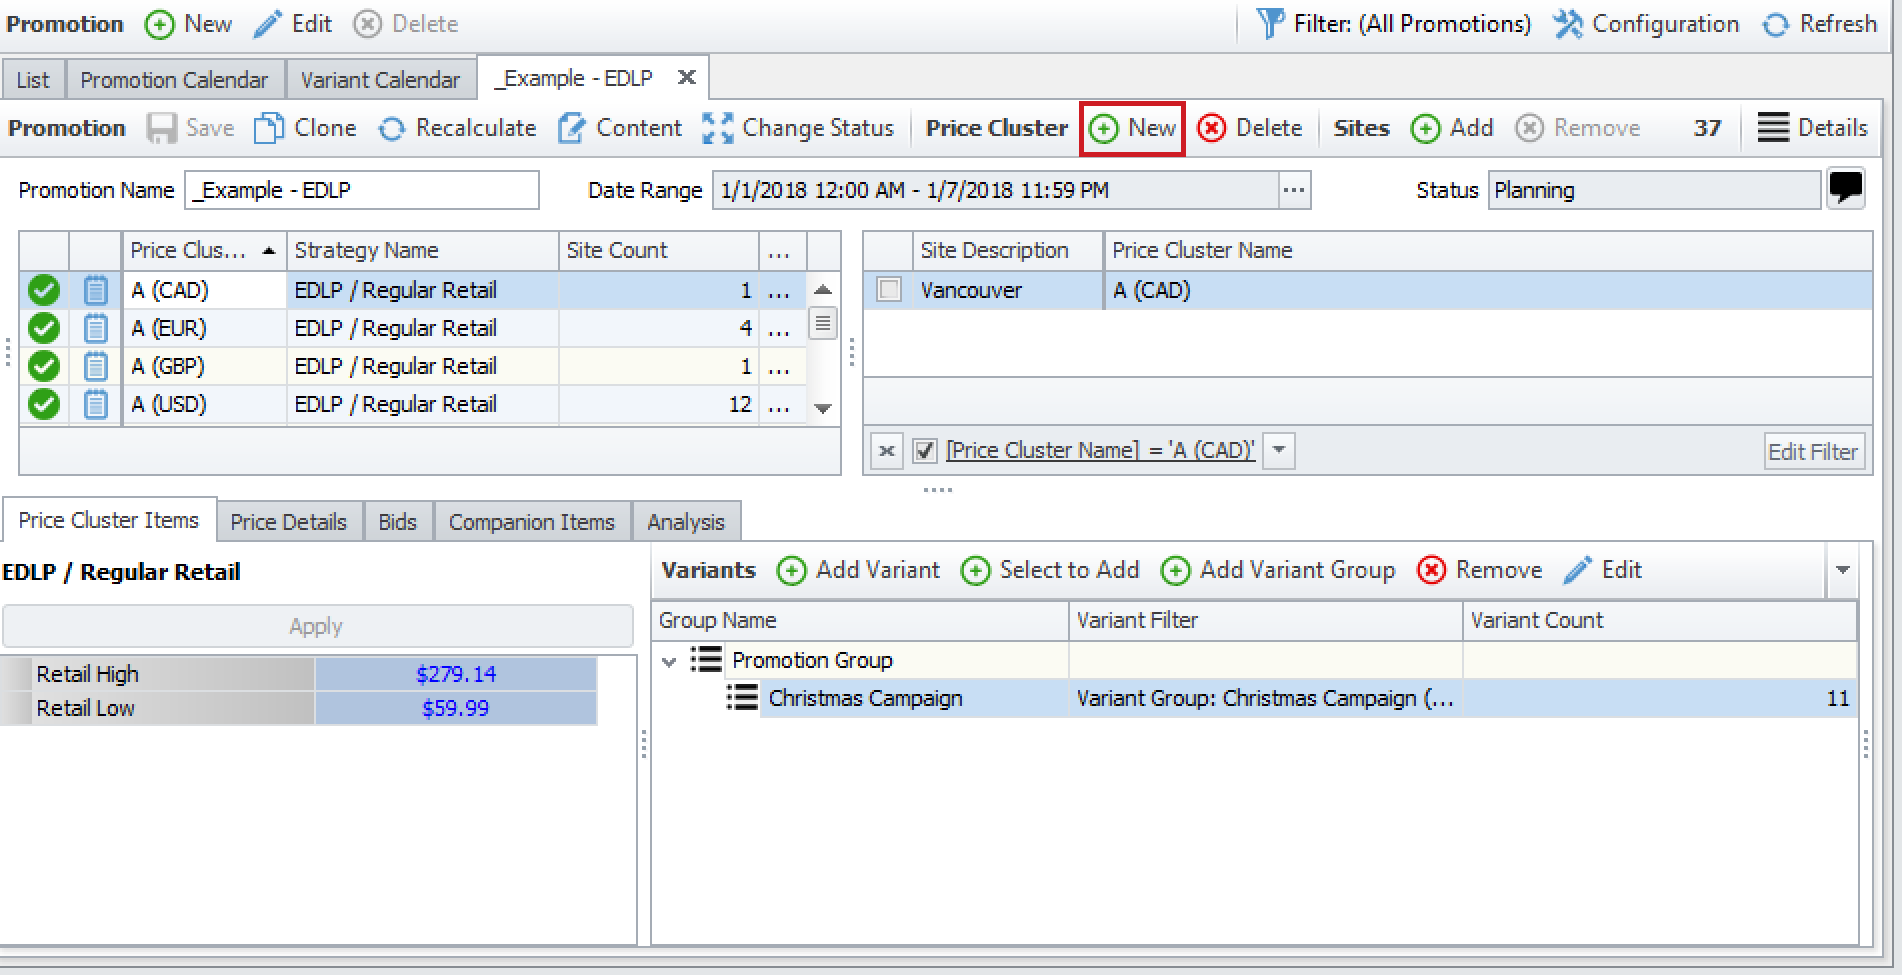 Promotion New Edit Delete Filter: (All Promotions) Configuration Refresh
List Promotion Calendar Variant Calendar _Example - EDLP
Promotion Save Clone Recalculate Content Change Status Price Cluster New Delete Sites Add Remove 37 Details
Promotion Name _Example - EDLP Date Range 1/1/2018 12:00 AM - 1/7/2018 11:59 PM ... Status Planning
Price Clus... Strategy Name Site Count ... Site Description Price Cluster Name
A (CAD) EDLP / Regular Retail 1 ... Vancouver A (CAD)
A (EUR) EDLP / Regular Retail 4 ...
A (GBP) EDLP / Regular Retail 1 ...
A (USD) EDLP / Regular Retail 12 ...
[Price Cluster Name] = 'A (CAD)' Edit Filter
Price Cluster Items Price Details Bids Companion Items Analysis
EDLP / Regular Retail Variants Add Variant Select to Add Add Variant Group Remove Edit
Apply Group Name Variant Filter Variant Count
Retail High $279.14 Promotion Group
Retail Low $59.99 Christmas Campaign Variant Group: Christmas Campaign (... 11